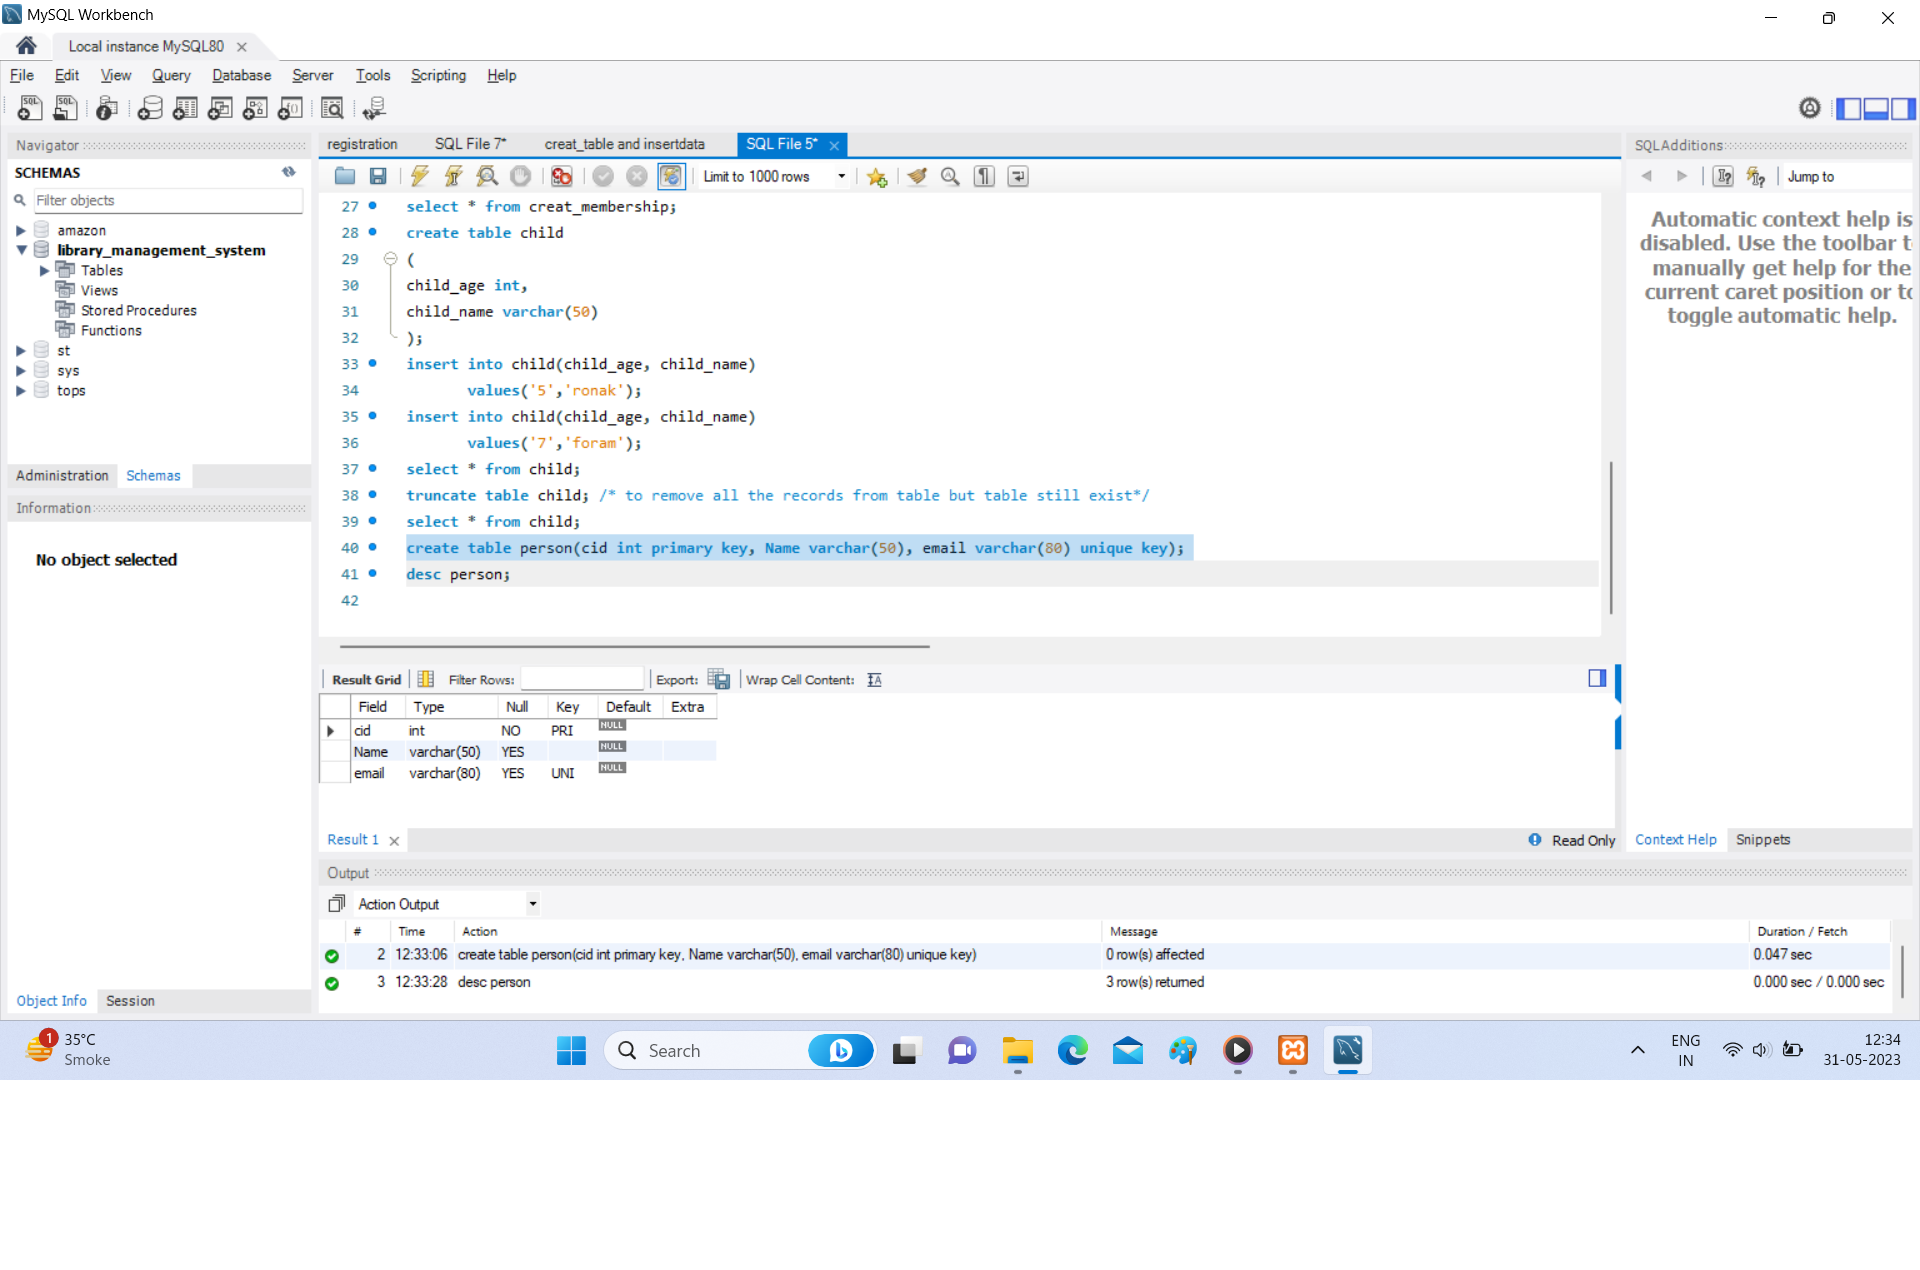 MySQL Workbench
Local instance MySQL80
File Edit View Query Database Server Tools Scripting Help
Navigator
SCHEMAS
Filter objects
amazon
library_management_system
Tables
Views
Stored Procedures
Functions
st
sys
tops
Administration Schemas
Information
No object selected
Object Info Session
registration SQL File 7* creat_table and insertdata SQL File 5*
Limit to 1000 rows
27 select * from creat_membership;
28 create table child
29 (
30 child_age int,
31 child_name varchar(50)
32 );
33 insert into child(child_age, child_name)
34 values('5','ronak');
35 insert into child(child_age, child_name)
36 values('7','foram');
37 select * from child;
38 truncate table child; /* to remove all the records from table but table still exist*/
39 select * from child;
40 create table person(cid int primary key, Name varchar(50), email varchar(80) unique key);
41 desc person;
42
Result Grid Filter Rows: Export: Wrap Cell Content:
Field Type Null Key Default Extra
cid int NO PRI NULL
Name varchar(50) YES NULL
email varchar(80) YES UNI NULL
Result 1 Read Only
SQLAdditions
Jump to
Automatic context help is
disabled. Use the toolbar t
manually get help for the
current caret position or to
toggle automatic help.
Context Help Snippets
Output
Action Output
# Time Action Message Duration / Fetch
2 12:33:06 create table person(cid int primary key, Name varchar(50), email varchar(80) unique key) 0 row(s) affected 0.047 sec
3 12:33:28 desc person 3 row(s) returned 0.000 sec / 0.000 sec
1
35°C
Smoke
Search
ENG
IN
12:34
31-05-2023